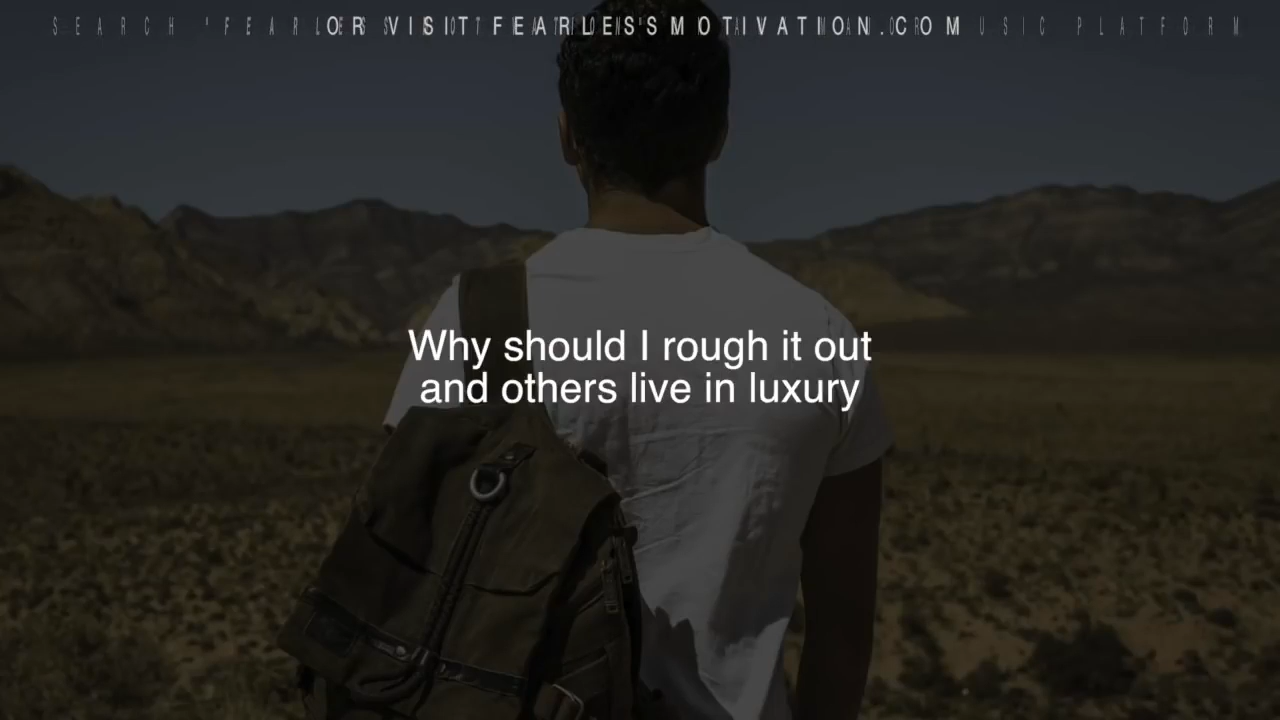 OR VISIT FEARLESSMOTIVATION.COM
Why should I rough it out
and others live in luxury